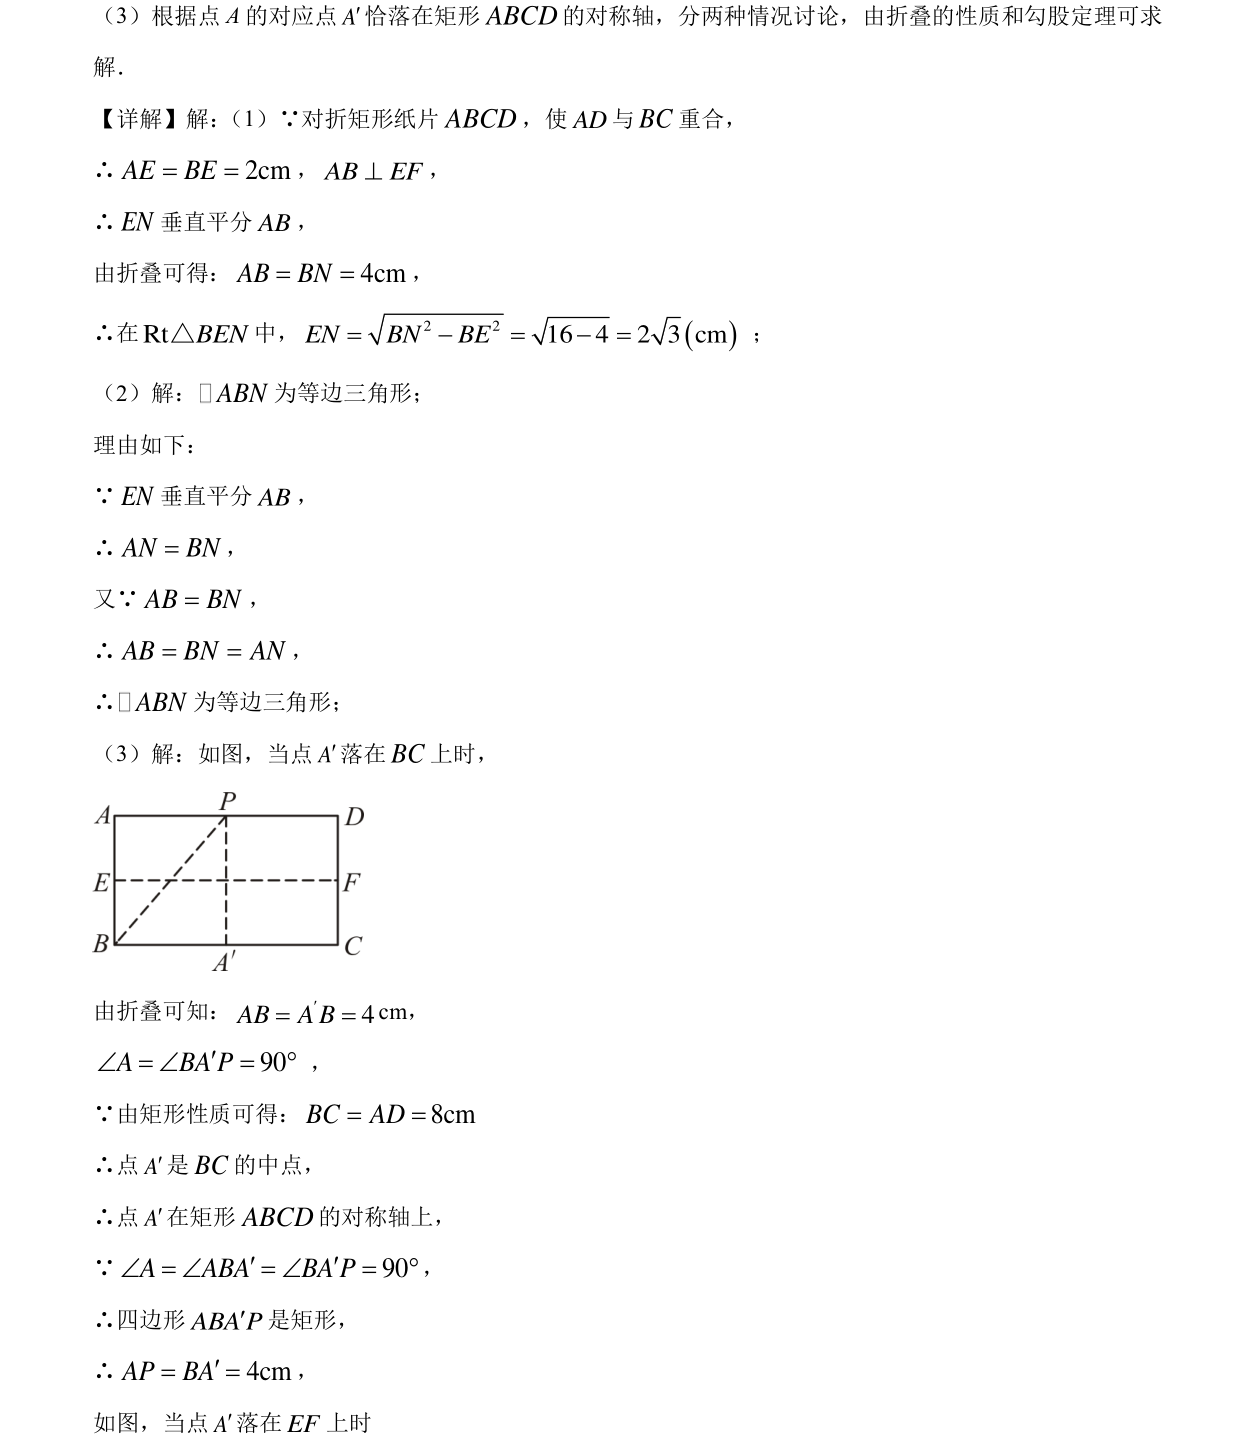 （3）根据点 A 的对应点 A′ 恰落在矩形 ABCD 的对称轴，分两种情况讨论，由折叠的性质和勾股定理可求
解．
【详解】解：（1）∵对折矩形纸片 ABCD，使 AD 与 BC 重合，
∴ AE = BE = 2cm，AB ⊥ EF，
∴ EN 垂直平分 AB，
由折叠可得：AB = BN = 4cm，
∴在 Rt△BEN 中，EN = √(BN² − BE²) = √(16−4) = 2√3(cm)；
（2）解：□ABN 为等边三角形；
理由如下：
∵ EN 垂直平分 AB，
∴ AN = BN，
又∵ AB = BN，
∴ AB = BN = AN，
∴□ABN 为等边三角形；
（3）解：如图，当点 A′ 落在 BC 上时，
A P D
E F
B A′ C
由折叠可知：AB = A′B = 4 cm，
∠A = ∠BA′P = 90°，
∵由矩形性质可得：BC = AD = 8cm
∴点 A′ 是 BC 的中点，
∴点 A′ 在矩形 ABCD 的对称轴上，
∵ ∠A = ∠ABA′ = ∠BA′P = 90°，
∴四边形 ABA′P 是矩形，
∴ AP = BA′ = 4cm，
如图，当点 A′ 落在 EF 上时